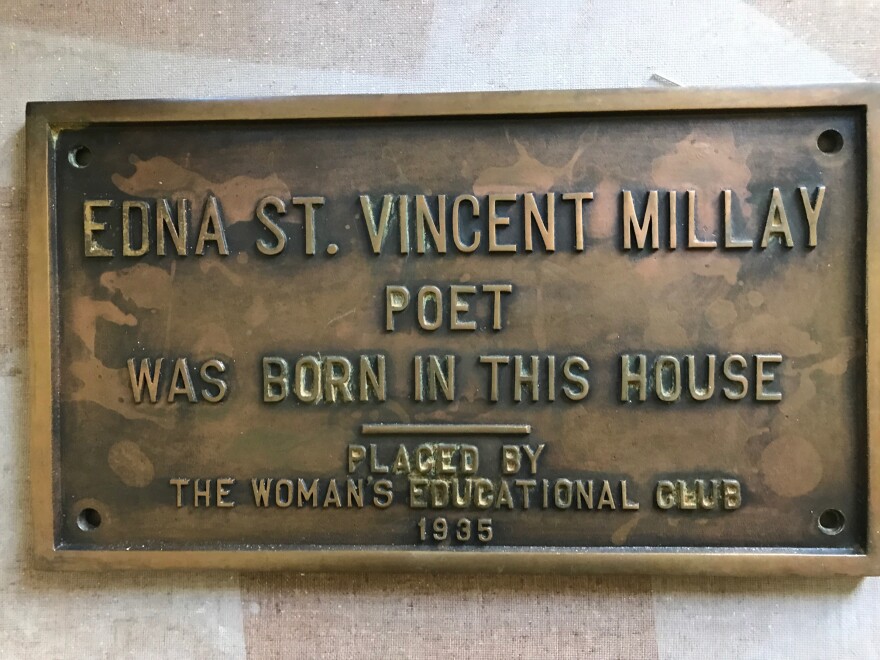 EDNA ST. VINCENT MILLAY
POET
WAS BORN IN THIS HOUSE
PLACED BY
THE WOMAN'S EDUCATIONAL CLUB
1935